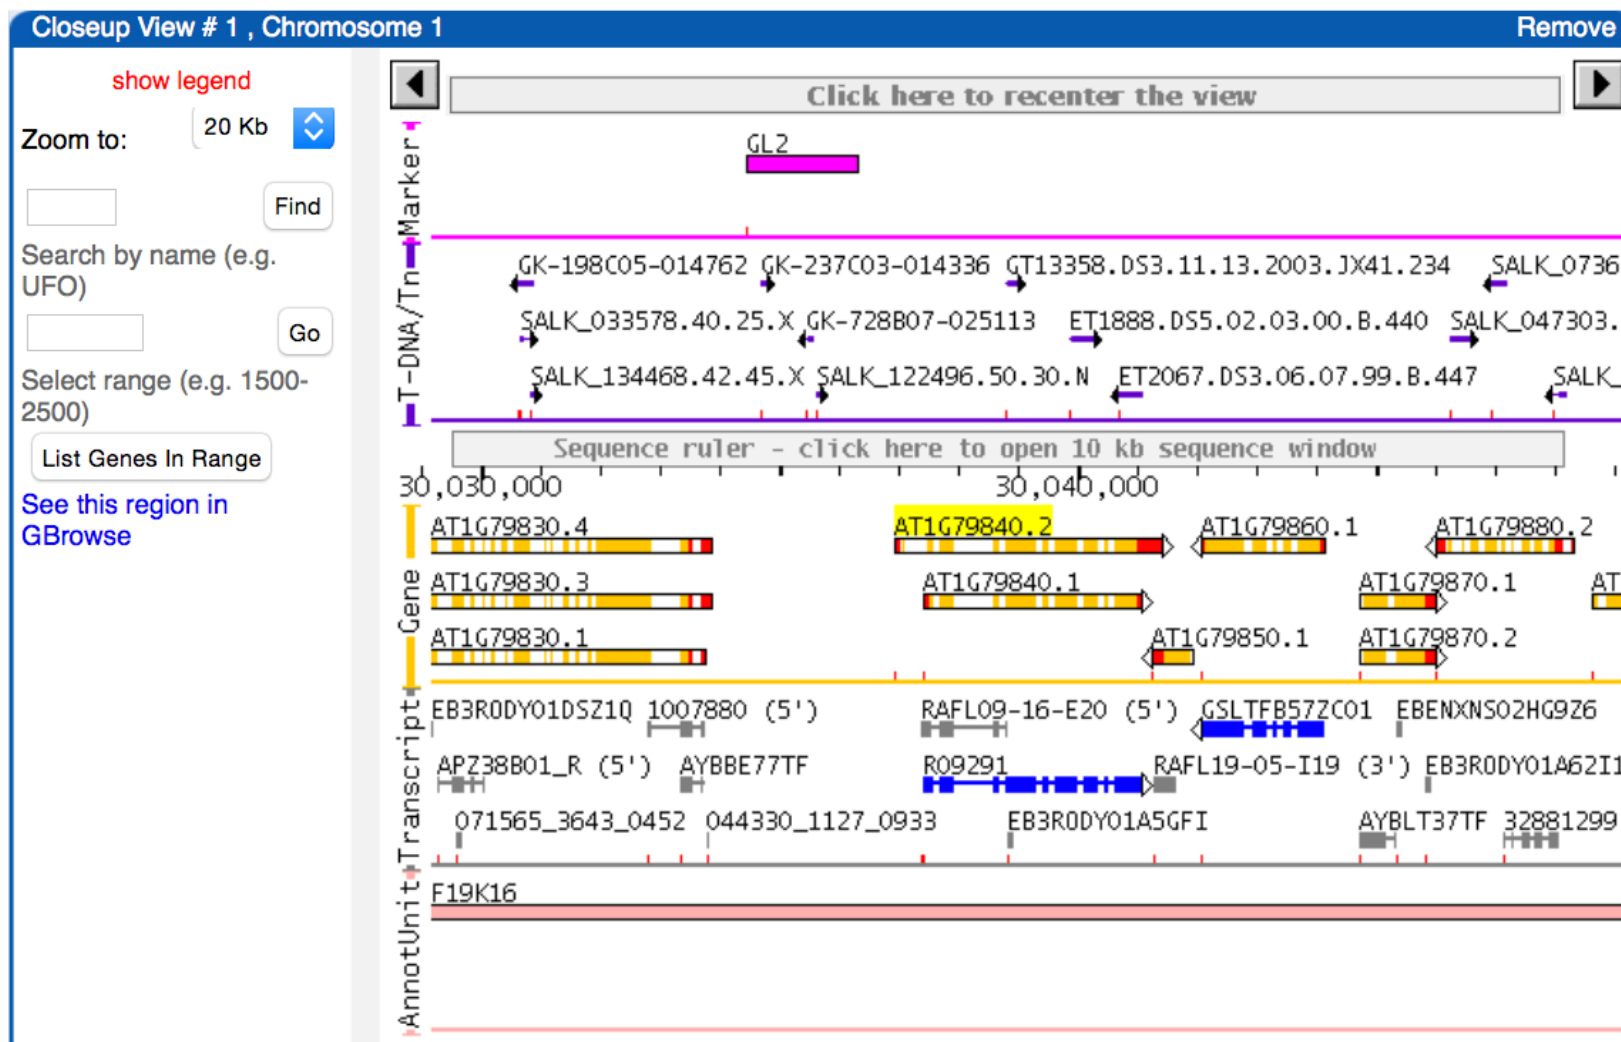 Closeup View # 1 , Chromosome 1
Remove
show legend
Zoom to:
20 Kb
Find
Search by name (e.g.
UFO)
Go
Select range (e.g. 1500-
2500)
List Genes In Range
See this region in
GBrowse
Click here to recenter the view
Marker
GL2
T-DNA/Tn
GK-198C05-014762 GK-237C03-014336 GT13358.DS3.11.13.2003.JX41.234 SALK_0736
SALK_033578.40.25.X GK-728B07-025113 ET1888.DS5.02.03.00.B.440 SALK_047303.
SALK_134468.42.45.X SALK_122496.50.30.N ET2067.DS3.06.07.99.B.447 SALK_
Sequence ruler - click here to open 10 kb sequence window
30,030,000 30,040,000
Gene
AT1G79830.4 AT1G79840.2 AT1G79860.1 AT1G79880.2
AT1G79830.3 AT1G79840.1 AT1G79870.1 AT
AT1G79830.1 AT1G79850.1 AT1G79870.2
Transcript
EB3RODY01DSZ1Q 1007880 (5') RAFL09-16-E20 (5') GSLTFB57ZC01 EBENXNS02HG9Z6
APZ38B01_R (5') AYBBE77TF R09291 RAFL19-05-I19 (3') EB3RODY01A62I1
071565_3643_0452 044330_1127_0933 EB3RODY01A5GFI AYBLT37TF 32881299
AnnotUnit
F19K16